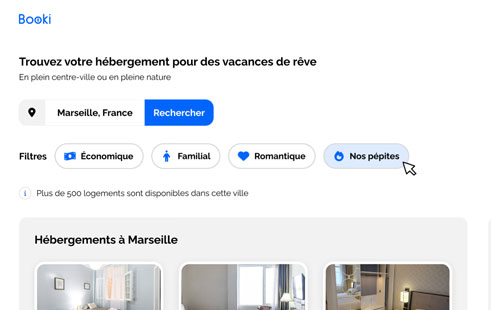 Booki
Trouvez votre hébergement pour des vacances de rêve
En plein centre-ville ou en pleine nature
Marseille, France Rechercher
Filtres Économique Familial Romantique Nos pépites
Plus de 500 logements sont disponibles dans cette ville
Hébergements à Marseille